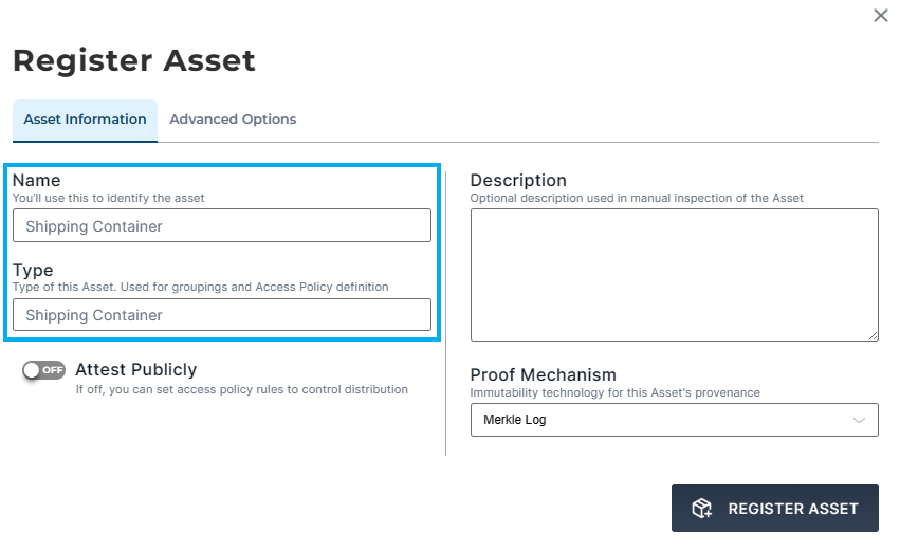 Register Asset
Asset Information
Advanced Options
Name
You'll use this to identify the asset
Shipping Container
Type
Type of this Asset. Used for groupings and Access Policy definition
Shipping Container
OFF
Attest Publicly
If off, you can set access policy rules to control distribution
Description
Optional description used in manual inspection of the Asset
Proof Mechanism
Immutability technology for this Asset's provenance
Merkle Log
REGISTER ASSET